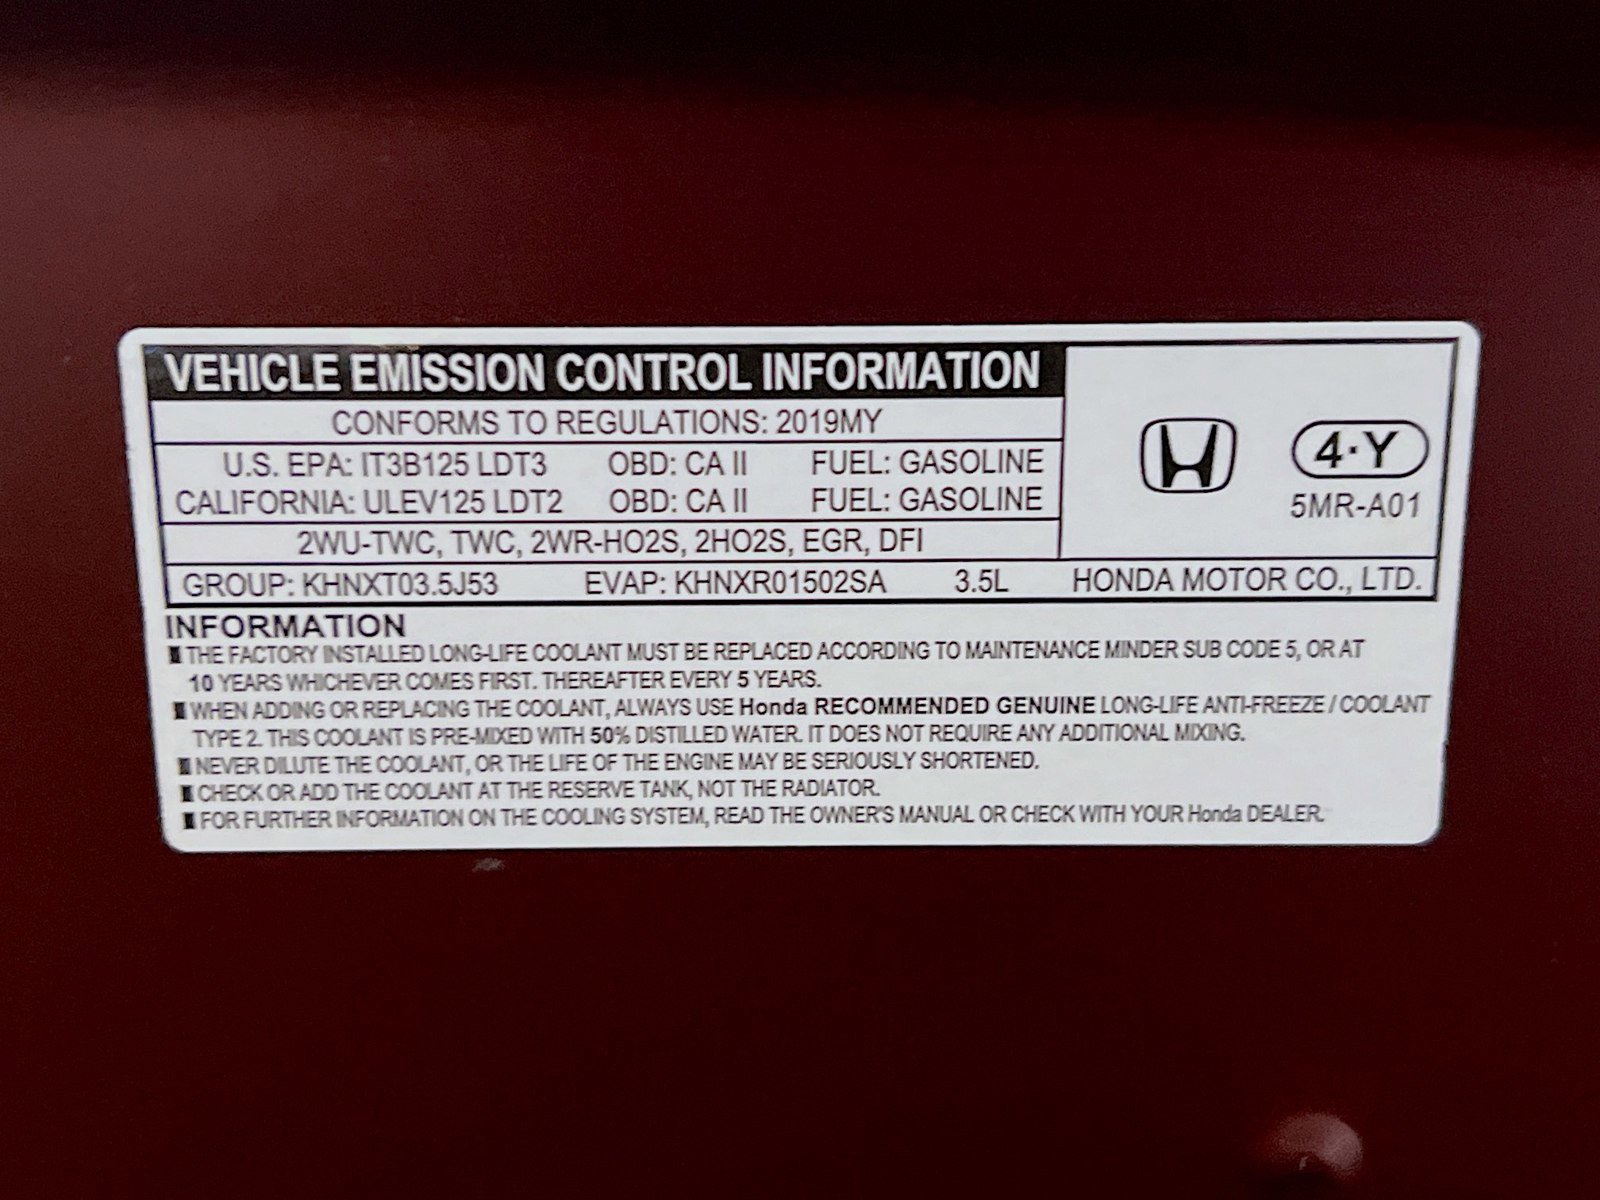 VEHICLE EMISSION CONTROL INFORMATION
CONFORMS TO REGULATIONS: 2019MY
U.S. EPA: IT3B125 LDT3 OBD: CA II FUEL: GASOLINE
CALIFORNIA: ULEV125 LDT2 OBD: CA II FUEL: GASOLINE
4·Y
5MR-A01
2WU-TWC, TWC, 2WR-HO2S, 2HO2S, EGR, DFI
GROUP: KHNXT03.5J53 EVAP: KHNXR01502SA 3.5L HONDA MOTOR CO., LTD.
INFORMATION
THE FACTORY INSTALLED LONG-LIFE COOLANT MUST BE REPLACED ACCORDING TO MAINTENANCE MINDER SUB CODE 5, OR AT
10 YEARS WHICHEVER COMES FIRST. THEREAFTER EVERY 5 YEARS.
WHEN ADDING OR REPLACING THE COOLANT, ALWAYS USE Honda RECOMMENDED GENUINE LONG-LIFE ANTI-FREEZE / COOLANT
TYPE 2. THIS COOLANT IS PRE-MIXED WITH 50% DISTILLED WATER. IT DOES NOT REQUIRE ANY ADDITIONAL MIXING.
NEVER DILUTE THE COOLANT, OR THE LIFE OF THE ENGINE MAY BE SERIOUSLY SHORTENED.
CHECK OR ADD THE COOLANT AT THE RESERVE TANK, NOT THE RADIATOR.
FOR FURTHER INFORMATION ON THE COOLING SYSTEM, READ THE OWNER'S MANUAL OR CHECK WITH YOUR Honda DEALER.